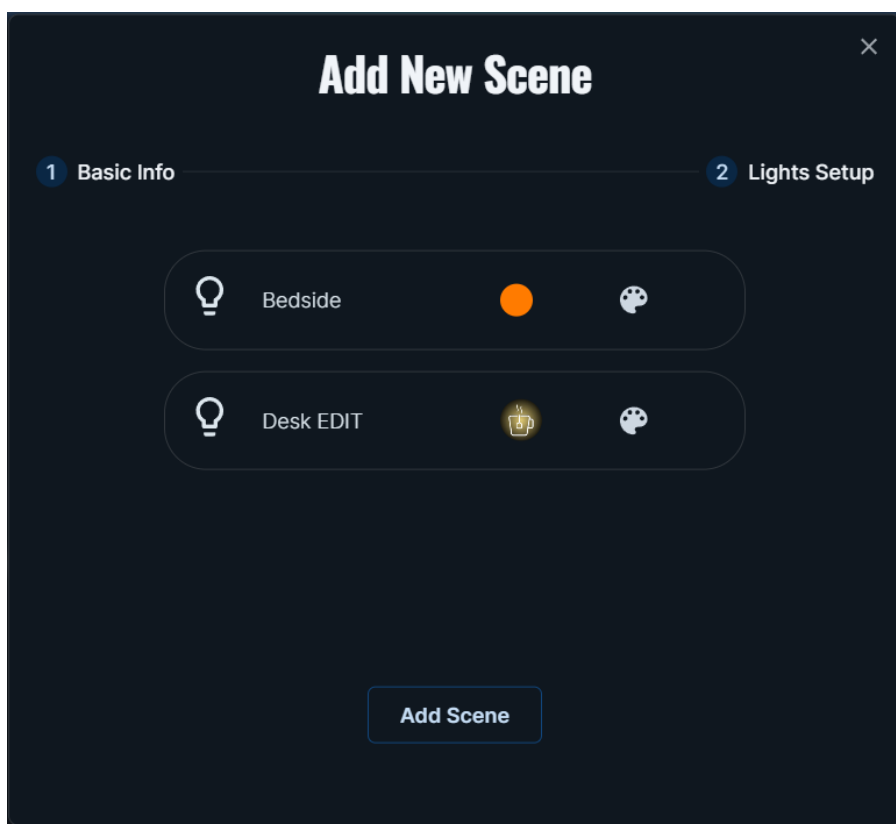 Add New Scene
1 Basic Info
2 Lights Setup
Bedside
Desk EDIT
Add Scene